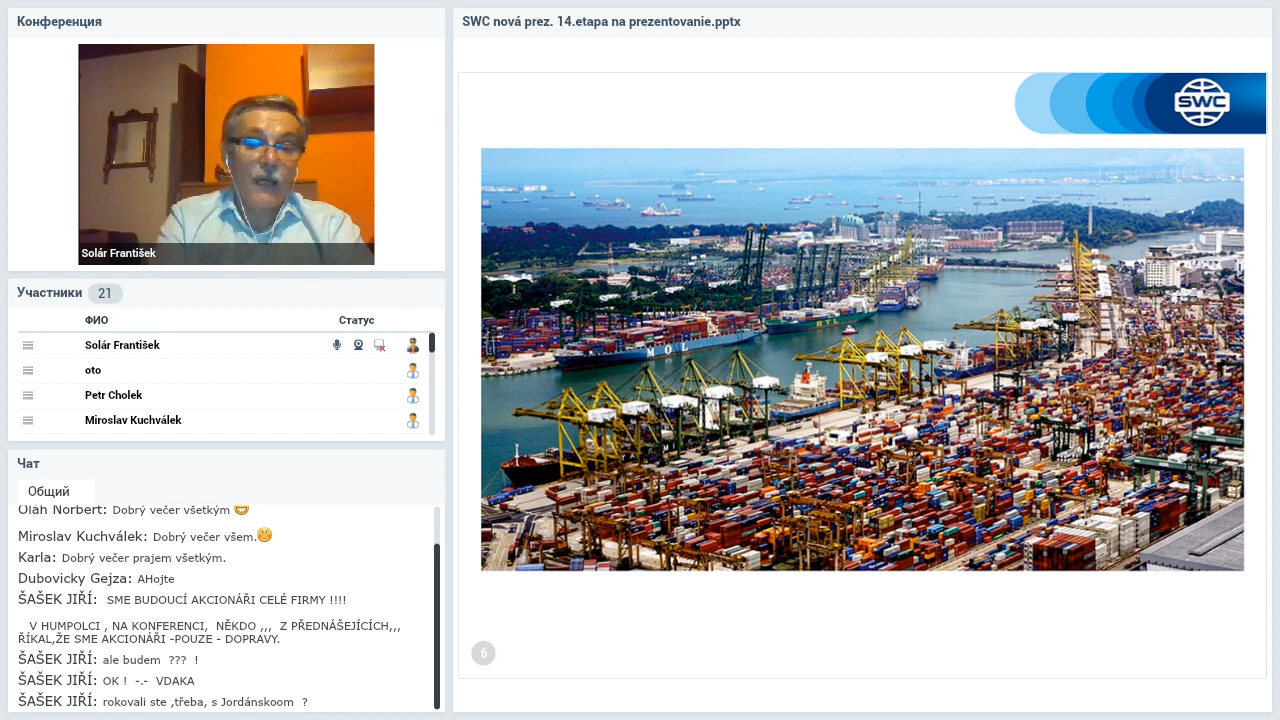 Конференция
Solár František
Участники 21
ФИО Статус
Solár František
oto
Petr Cholek
Miroslav Kuchválek
Чат
Общий
Olah Norbert: Dobrý večer všetkým
Miroslav Kuchválek: Dobrý večer všem.
Karla: Dobrý večer prajem všetkým.
Dubovicky Gejza: AHojte
ŠAŠEK JIŘÍ: SME BUDOUCÍ AKCIONÁŘI CELÉ FIRMY !!!!
V HUMPOLCI , NA KONFERENCI, NĚKDO ,,, Z PŘEDNÁŠEJÍCÍCH,,,
ŘÍKAL,ŽE SME AKCIONÁŘI -POUZE - DOPRAVY.
ŠAŠEK JIŘÍ: ale budem ??? !
ŠAŠEK JIŘÍ: OK ! -.- VDAKA
ŠAŠEK JIŘÍ: rokovali ste ,třeba, s Jordánskoom ?
SWC nová prez. 14.etapa na prezentovanie.pptx
SWC
MOL
6